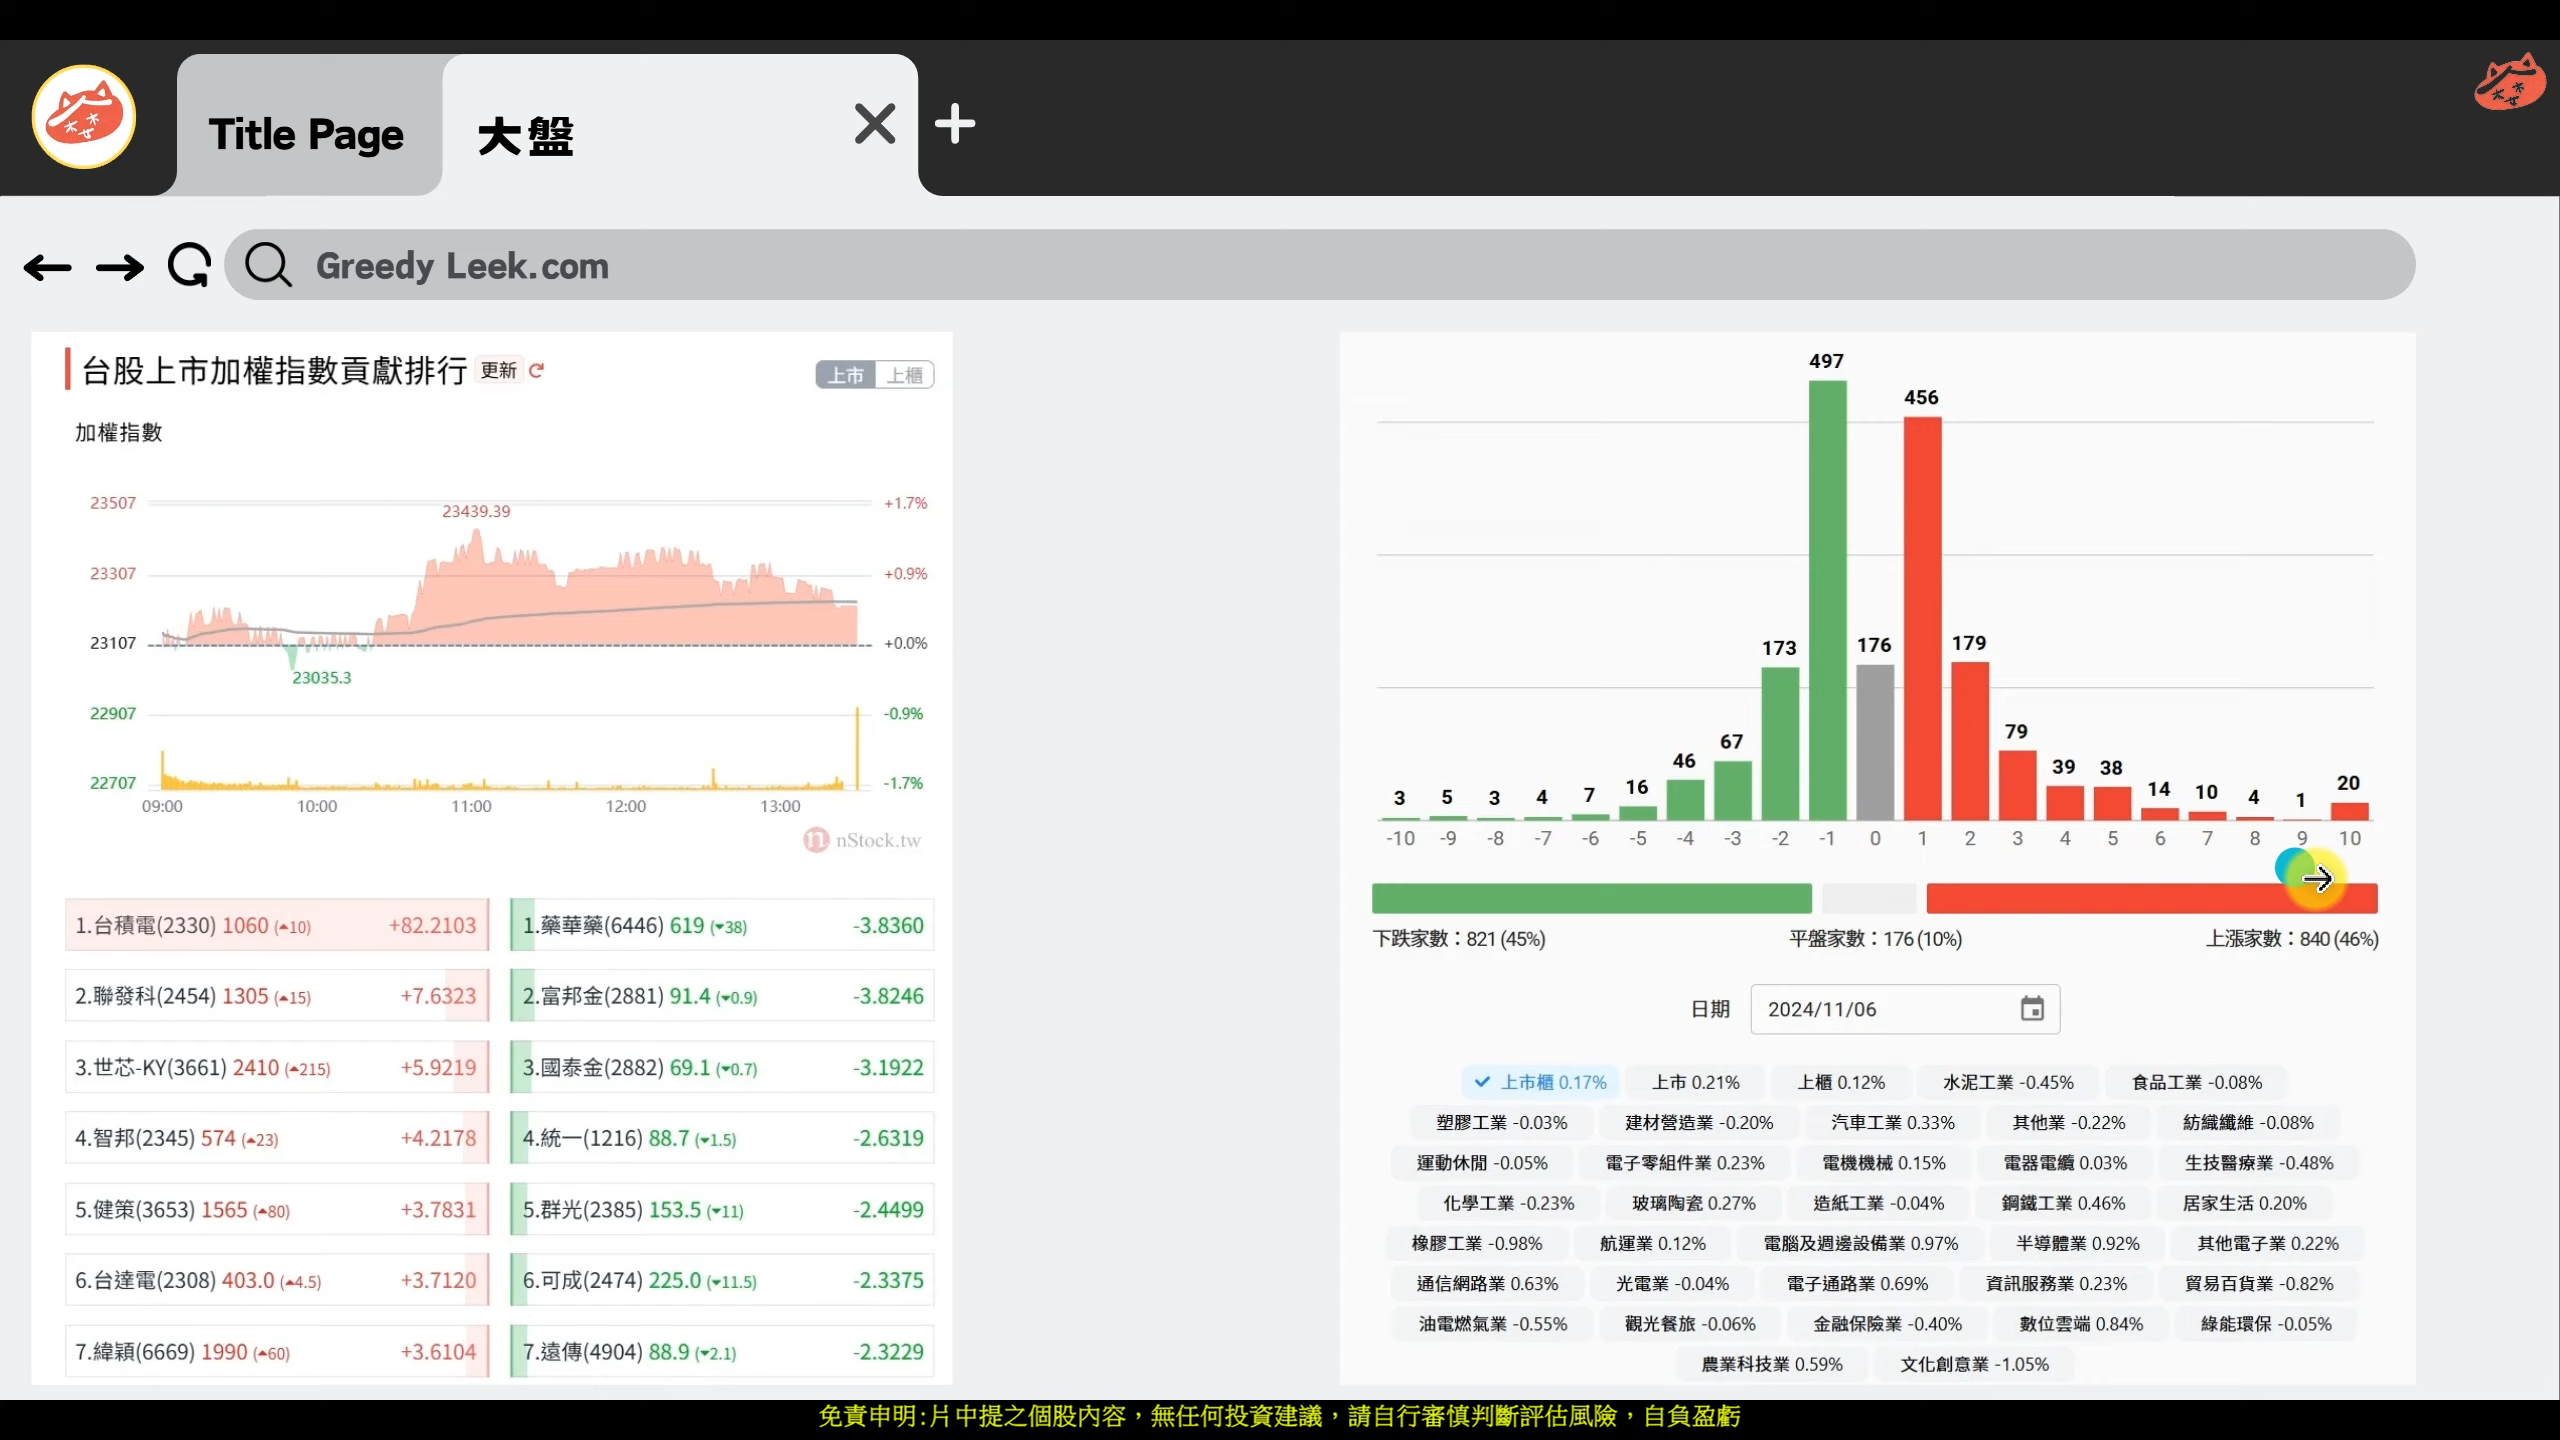 Title Page
大盤
Greedy Leek.com
台股上市加權指數貢獻排行 更新
上市 上櫃
加權指數
23507 +1.7%
23439.39
23307 +0.9%
23107 +0.0%
23035.3
22907 -0.9%
22707 -1.7%
09:00 10:00 11:00 12:00 13:00
nStock.tw
1.台積電(2330) 1060 (▲10) +82.2103
1.藥華藥(6446) 619 (▼38) -3.8360
2.聯發科(2454) 1305 (▲15) +7.6323
2.富邦金(2881) 91.4 (▼0.9) -3.8246
3.世芯-KY(3661) 2410 (▲215) +5.9219
3.國泰金(2882) 69.1 (▼0.7) -3.1922
4.智邦(2345) 574 (▲23) +4.2178
4.統一(1216) 88.7 (▼1.5) -2.6319
5.健策(3653) 1565 (▲80) +3.7831
5.群光(2385) 153.5 (▼11) -2.4499
6.台達電(2308) 403.0 (▲4.5) +3.7120
6.可成(2474) 225.0 (▼11.5) -2.3375
7.緯穎(6669) 1990 (▲60) +3.6104
7.遠傳(4904) 88.9 (▼2.1) -2.3229
3 5 3 4 7 16 46 67 173 497 176 456 179 79 39 38 14 10 4 1 20
-10 -9 -8 -7 -6 -5 -4 -3 -2 -1 0 1 2 3 4 5 6 7 8 9 10
下跌家數：821 (45%) 平盤家數：176 (10%) 上漲家數：840 (46%)
日期 2024/11/06
上市櫃 0.17% 上市 0.21% 上櫃 0.12% 水泥工業 -0.45% 食品工業 -0.08%
塑膠工業 -0.03% 建材營造業 -0.20% 汽車工業 0.33% 其他業 -0.22% 紡織纖維 -0.08%
運動休閒 -0.05% 電子零組件業 0.23% 電機機械 0.15% 電器電纜 0.03% 生技醫療業 -0.48%
化學工業 -0.23% 玻璃陶瓷 0.27% 造紙工業 -0.04% 鋼鐵工業 0.46% 居家生活 0.20%
橡膠工業 -0.98% 航運業 0.12% 電腦及週邊設備業 0.97% 半導體業 0.92% 其他電子業 0.22%
通信網路業 0.63% 光電業 -0.04% 電子通路業 0.69% 資訊服務業 0.23% 貿易百貨業 -0.82%
油電燃氣業 -0.55% 觀光餐旅 -0.06% 金融保險業 -0.40% 數位雲端 0.84% 綠能環保 -0.05%
農業科技業 0.59% 文化創意業 -1.05%
免責申明:片中提之個股內容，無任何投資建議，請自行審慎判斷評估風險，自負盈虧